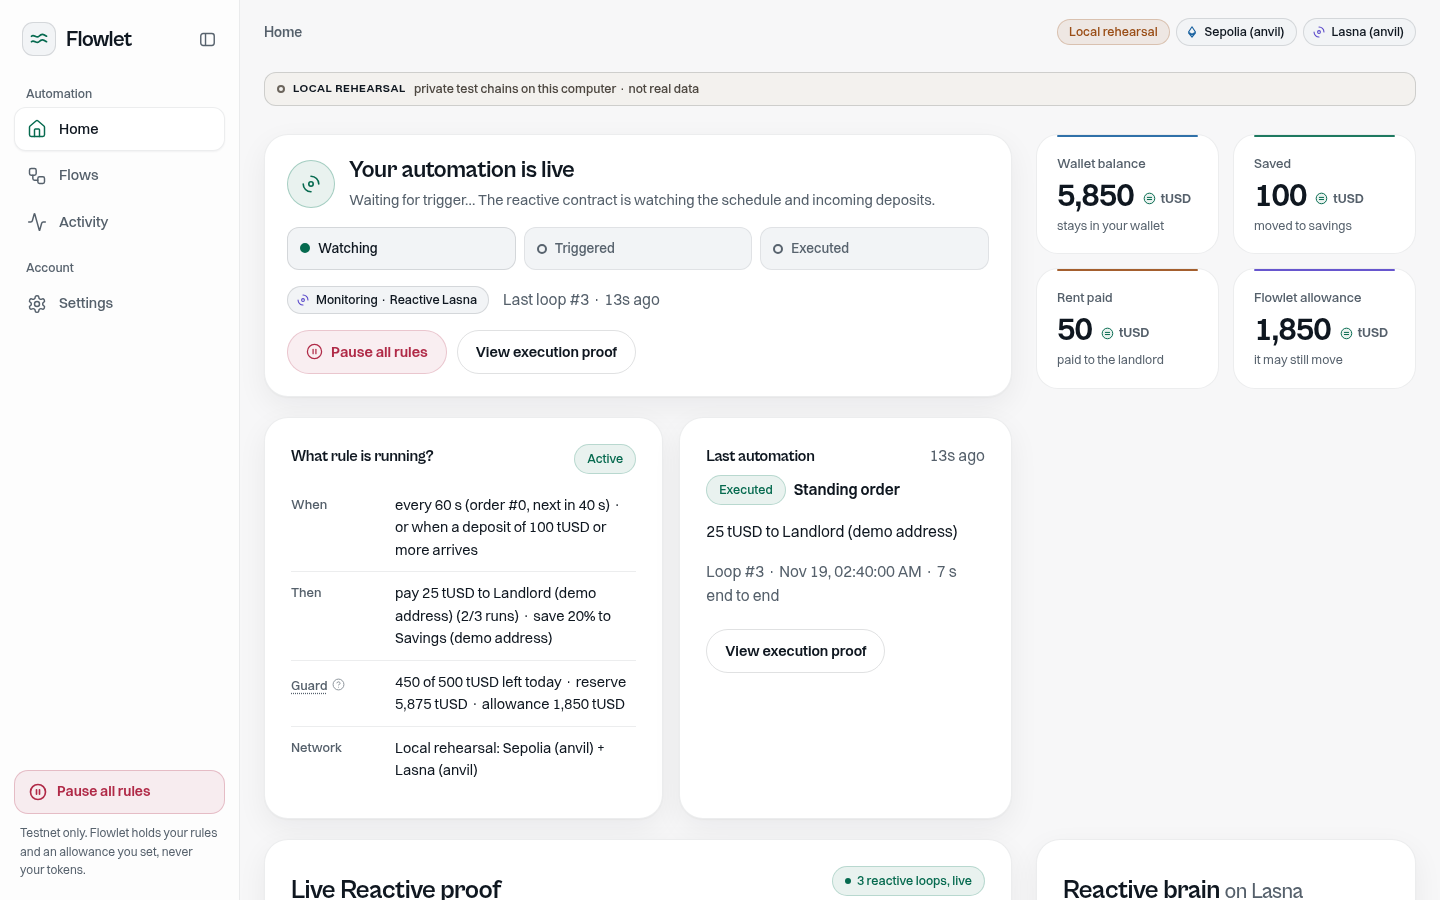 Flowlet
Automation
Home
Flows
Activity
Account
Settings
Pause all rules
Testnet only. Flowlet holds your rules
and an allowance you set, never
your tokens.
Home
Local rehearsal
Sepolia (anvil)
Lasna (anvil)
LOCAL REHEARSAL private test chains on this computer · not real data
Your automation is live
Waiting for trigger... The reactive contract is watching the schedule and incoming deposits.
Watching
Triggered
Executed
Monitoring · Reactive Lasna
Last loop #3 · 13s ago
Pause all rules
View execution proof
Wallet balance
5,850 tUSD
stays in your wallet
Saved
100 tUSD
moved to savings
Rent paid
50 tUSD
paid to the landlord
Flowlet allowance
1,850 tUSD
it may still move
What rule is running?
Active
When
every 60 s (order #0, next in 40 s) ·
or when a deposit of 100 tUSD or
more arrives
Then
pay 25 tUSD to Landlord (demo
address) (2/3 runs) · save 20% to
Savings (demo address)
Guard
450 of 500 tUSD left today · reserve
5,875 tUSD · allowance 1,850 tUSD
Network
Local rehearsal: Sepolia (anvil) +
Lasna (anvil)
Last automation
13s ago
Executed
Standing order
25 tUSD to Landlord (demo address)
Loop #3 · Nov 19, 02:40:00 AM · 7 s
end to end
View execution proof
Live Reactive proof
3 reactive loops, live
Reactive brain on Lasna